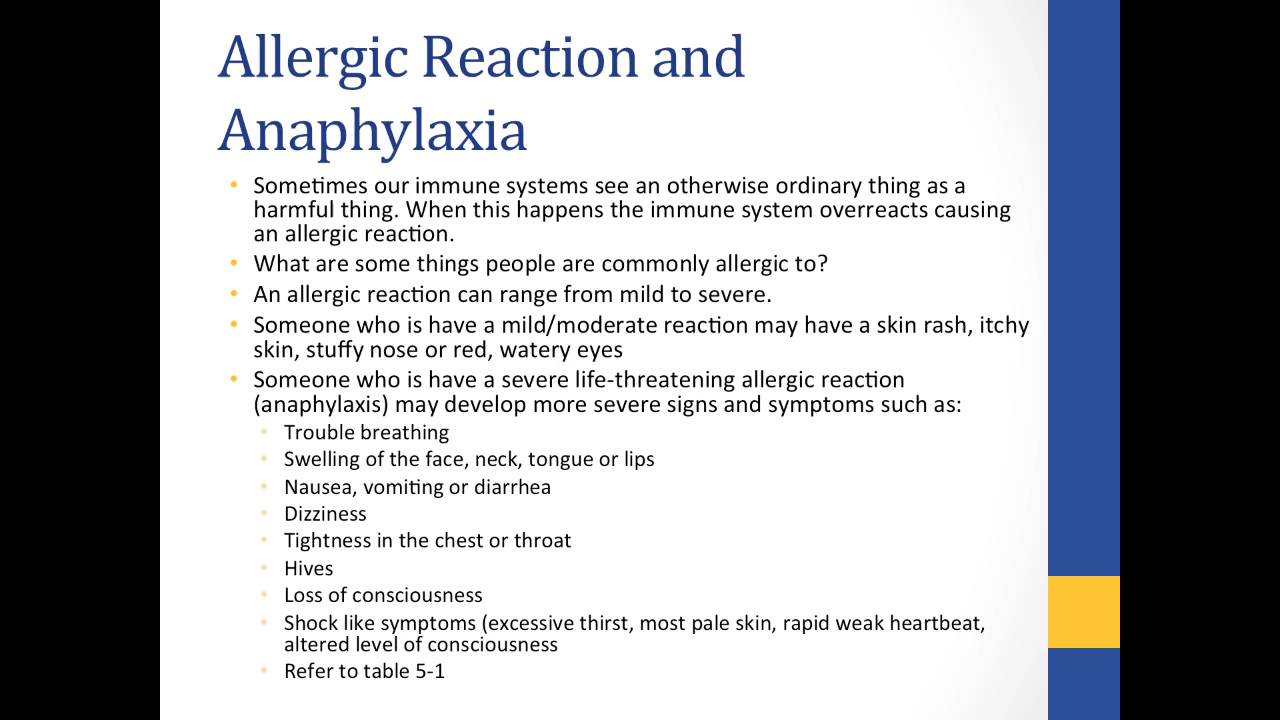 Allergic Reaction and
Anaphylaxia
• Sometimes our immune systems see an otherwise ordinary thing as a
harmful thing. When this happens the immune system overreacts causing
an allergic reaction.
• What are some things people are commonly allergic to?
• An allergic reaction can range from mild to severe.
• Someone who is have a mild/moderate reaction may have a skin rash, itchy
skin, stuffy nose or red, watery eyes
• Someone who is have a severe life-threatening allergic reaction
(anaphylaxis) may develop more severe signs and symptoms such as:
• Trouble breathing
• Swelling of the face, neck, tongue or lips
• Nausea, vomiting or diarrhea
• Dizziness
• Tightness in the chest or throat
• Hives
• Loss of consciousness
• Shock like symptoms (excessive thirst, most pale skin, rapid weak heartbeat,
altered level of consciousness
• Refer to table 5-1